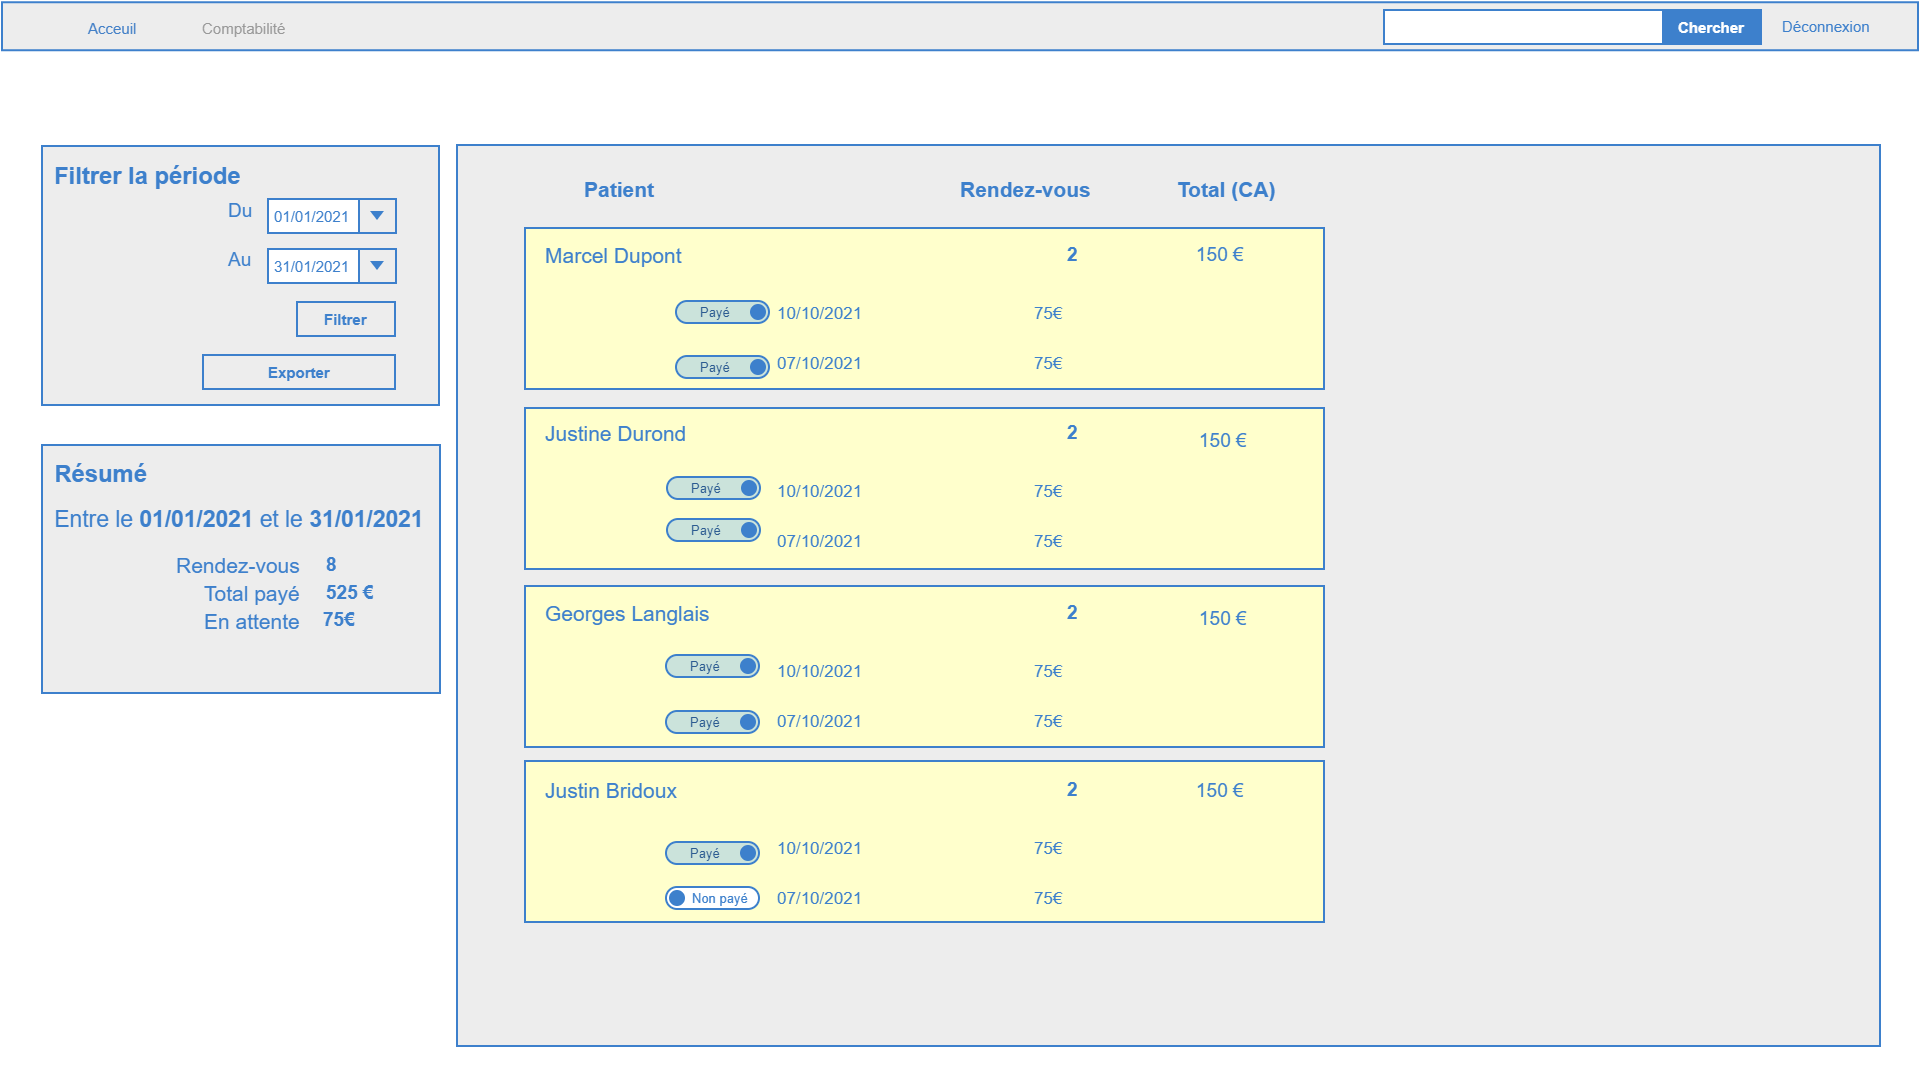 Acceuil Comptabilité Chercher Déconnexion
Filtrer la période
Du 01/01/2021
Au 31/01/2021
Filtrer
Exporter
Résumé
Entre le 01/01/2021 et le 31/01/2021
Rendez-vous 8
Total payé 525 €
En attente 75€
Patient Rendez-vous Total (CA)
Marcel Dupont 2 150 €
Payé 10/10/2021 75€
Payé 07/10/2021 75€
Justine Durond 2 150 €
Payé 10/10/2021 75€
Payé 07/10/2021 75€
Georges Langlais 2 150 €
Payé 10/10/2021 75€
Payé 07/10/2021 75€
Justin Bridoux 2 150 €
Payé 10/10/2021 75€
Non payé 07/10/2021 75€